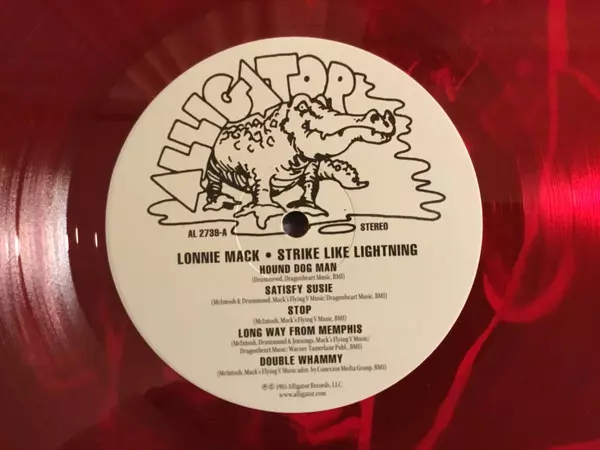 ALLIGATOR
AL 2739-A STEREO
LONNIE MACK • STRIKE LIKE LIGHTNING
HOUND DOG MAN
(Drummond, Dragonheart Music, BMI)
SATISFY SUSIE
(McIntosh & Drummond, Mack's Flying V Music/Dragonheart Music, BMI)
STOP
(McIntosh, Mack's Flying V Music, BMI)
LONG WAY FROM MEMPHIS
(McIntosh, Drummond & Jennings, Mack's Flying V Music/
Dragonheart Music/Warner Tamerlane Publ., BMI)
DOUBLE WHAMMY
(McIntosh, Mack's Flying V Music adm. by Conexion Media Group, BMI)
℗ © 1985 Alligator Records, LLC
www.alligator.com